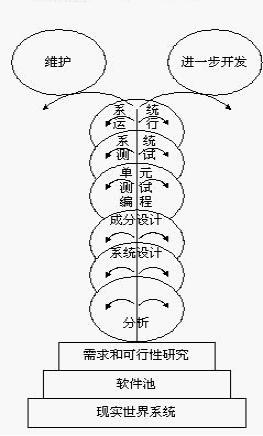 维护
进一步开发
系统
运行
系统
测试
单元
测试
编程
成分设计
系统设计
分析
需求和可行性研究
软件池
现实世界系统